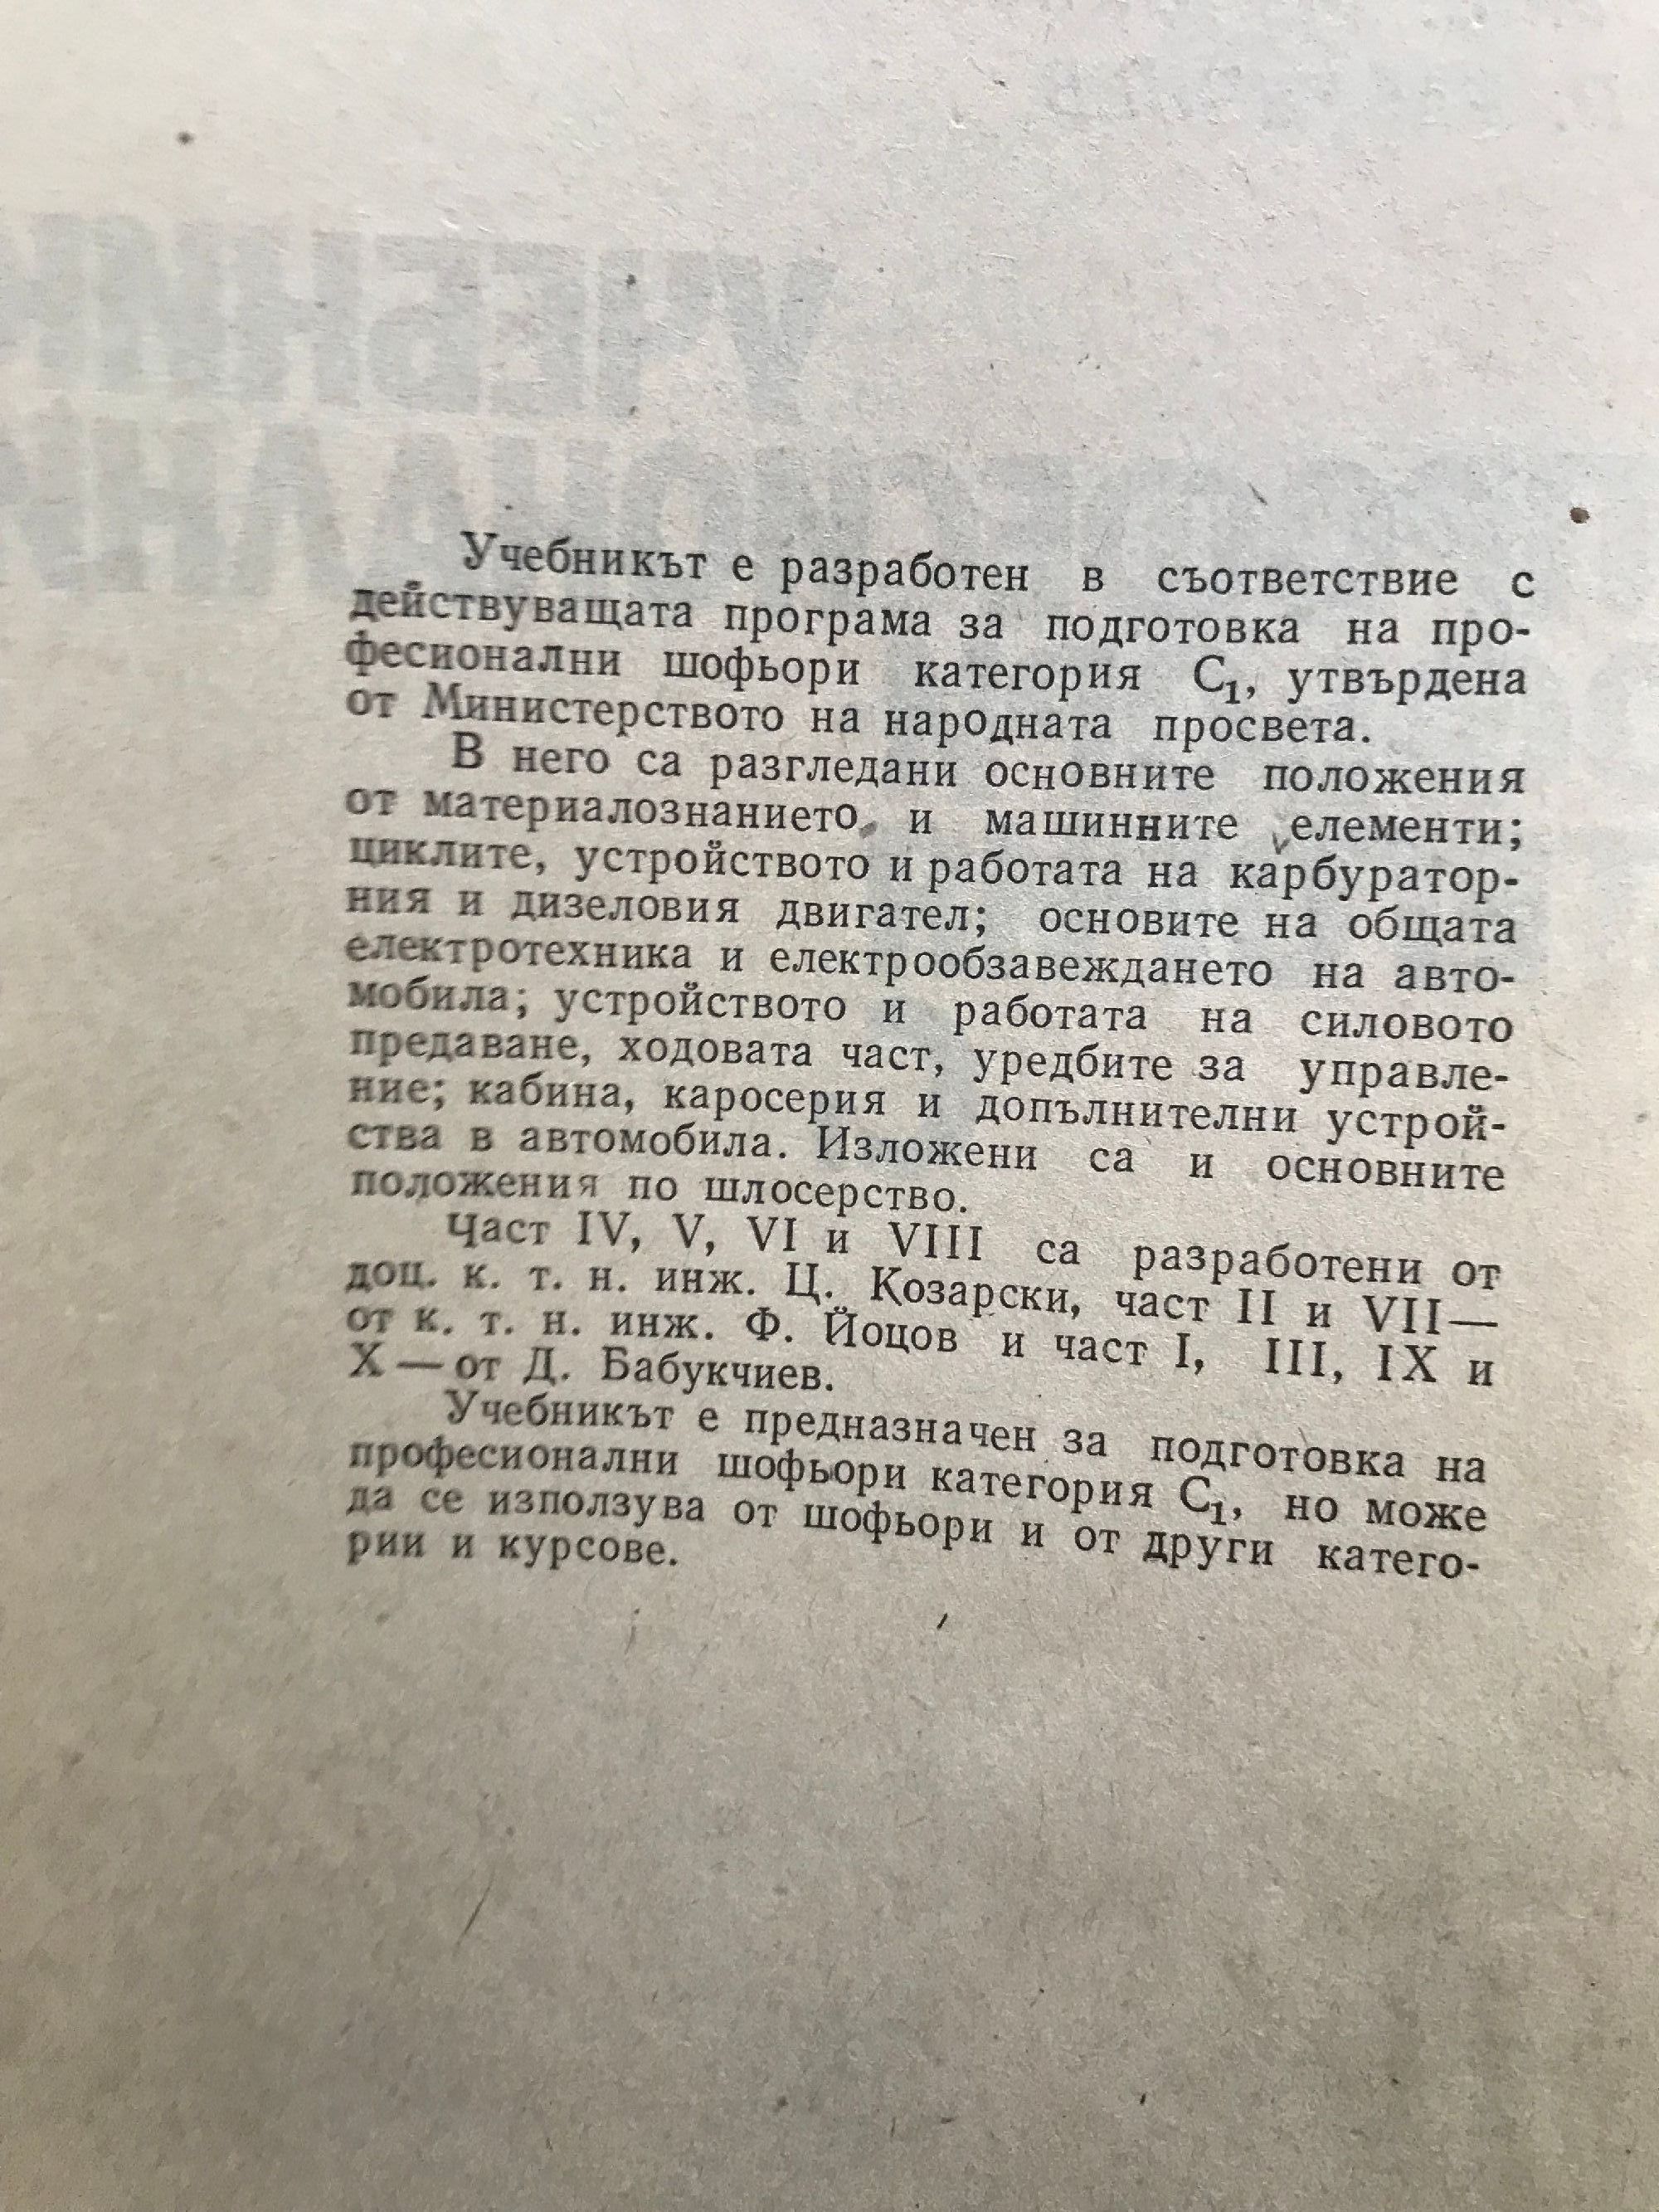 Учебникът е разработен в съответствие с
действуващата програма за подготовка на про-
фесионални шофьори категория С₁, утвърдена
от Министерството на народната просвета.
В него са разгледани основните положения
от материалознанието и машинните елементи;
циклите, устройството и работата на карбуратор-
ния и дизеловия двигател; основите на общата
електротехника и електрообзавеждането на авто-
мобила; устройството и работата на силовото
предаване, ходовата част, уредбите за управле-
ние; кабина, каросерия и допълнителни устрой-
ства в автомобила. Изложени са и основните
положения по шлосерство.
Част IV, V, VI и VIII са разработени от
доц. к. т. н. инж. Ц. Козарски, част II и VII—
от к. т. н. инж. Ф. Йоцов и част I, III, IX и
X — от Д. Бабукчиев.
Учебникът е предназначен за подготовка на
професионални шофьори категория С₁, но може
да се използува от шофьори и от други катего-
рии и курсове.